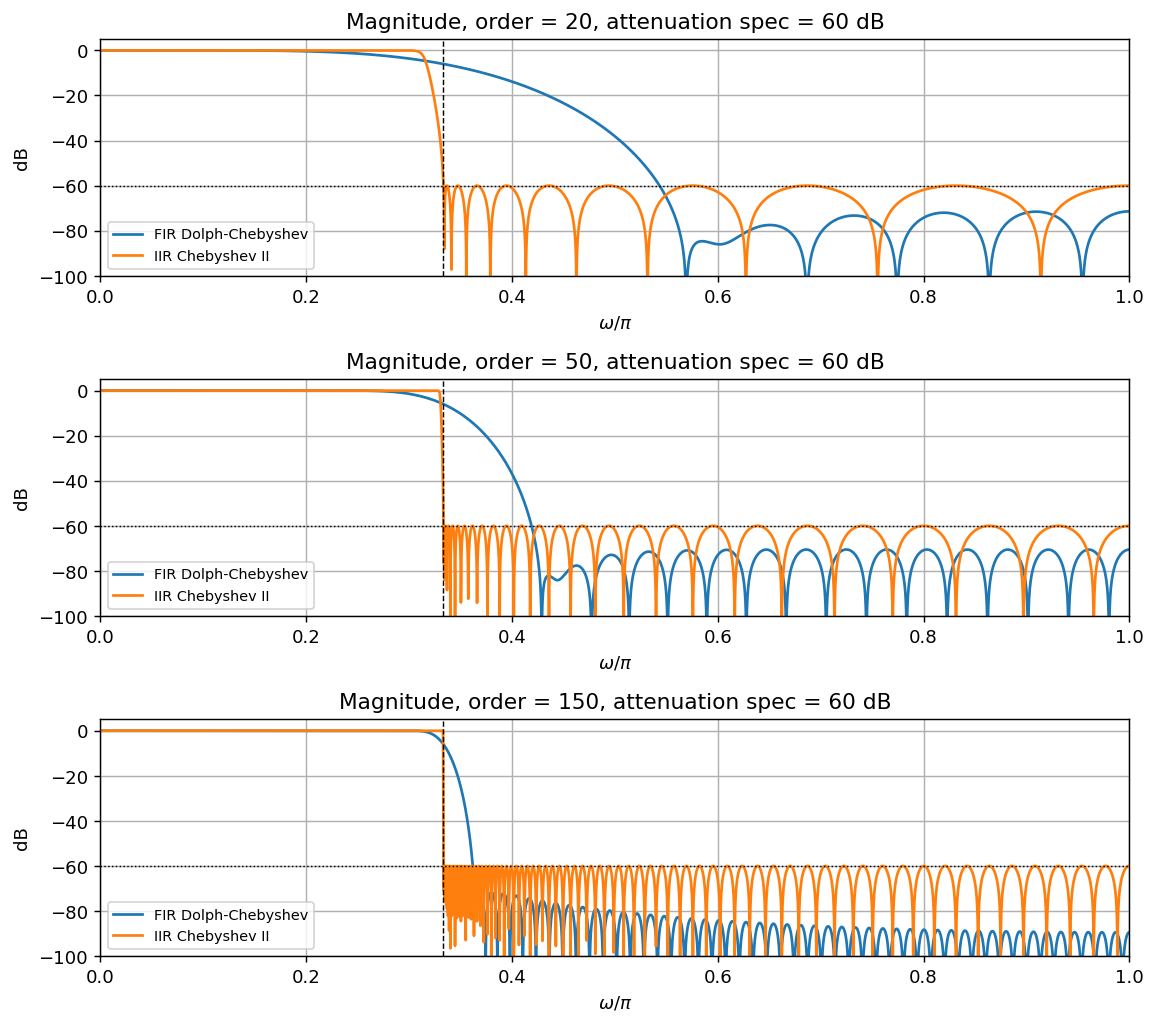 Magnitude, order = 20, attenuation spec = 60 dB
0
−20
−40
−60
−80
−100
dB
FIR Dolph-Chebyshev
IIR Chebyshev II
0.0 0.2 0.4 0.6 0.8 1.0
ω/π
Magnitude, order = 50, attenuation spec = 60 dB
0
−20
−40
−60
−80
−100
dB
FIR Dolph-Chebyshev
IIR Chebyshev II
0.0 0.2 0.4 0.6 0.8 1.0
ω/π
Magnitude, order = 150, attenuation spec = 60 dB
0
−20
−40
−60
−80
−100
dB
FIR Dolph-Chebyshev
IIR Chebyshev II
0.0 0.2 0.4 0.6 0.8 1.0
ω/π